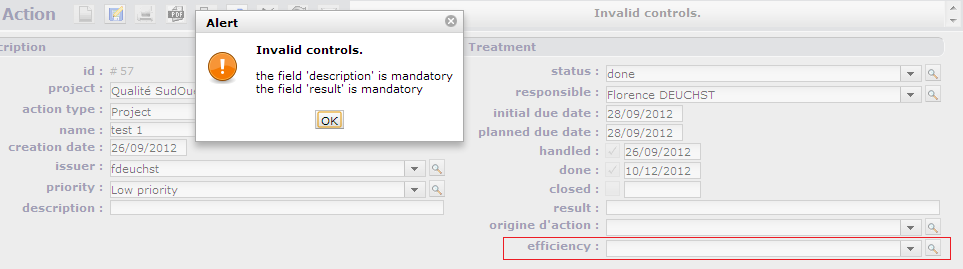 Action
PDF
Invalid controls.
Alert
Invalid controls.
the field 'description' is mandatory
the field 'result' is mandatory
OK
cription
id : # 57
project : Qualité SudOu
action type : Project
name : test 1
creation date : 26/09/2012
issuer : fdeuchst
priority : Low priority
description :
Treatment
status : done
responsible : Florence DEUCHST
initial due date : 28/09/2012
planned due date : 28/09/2012
handled : 26/09/2012
done : 10/12/2012
closed :
result :
origine d'action :
efficiency :